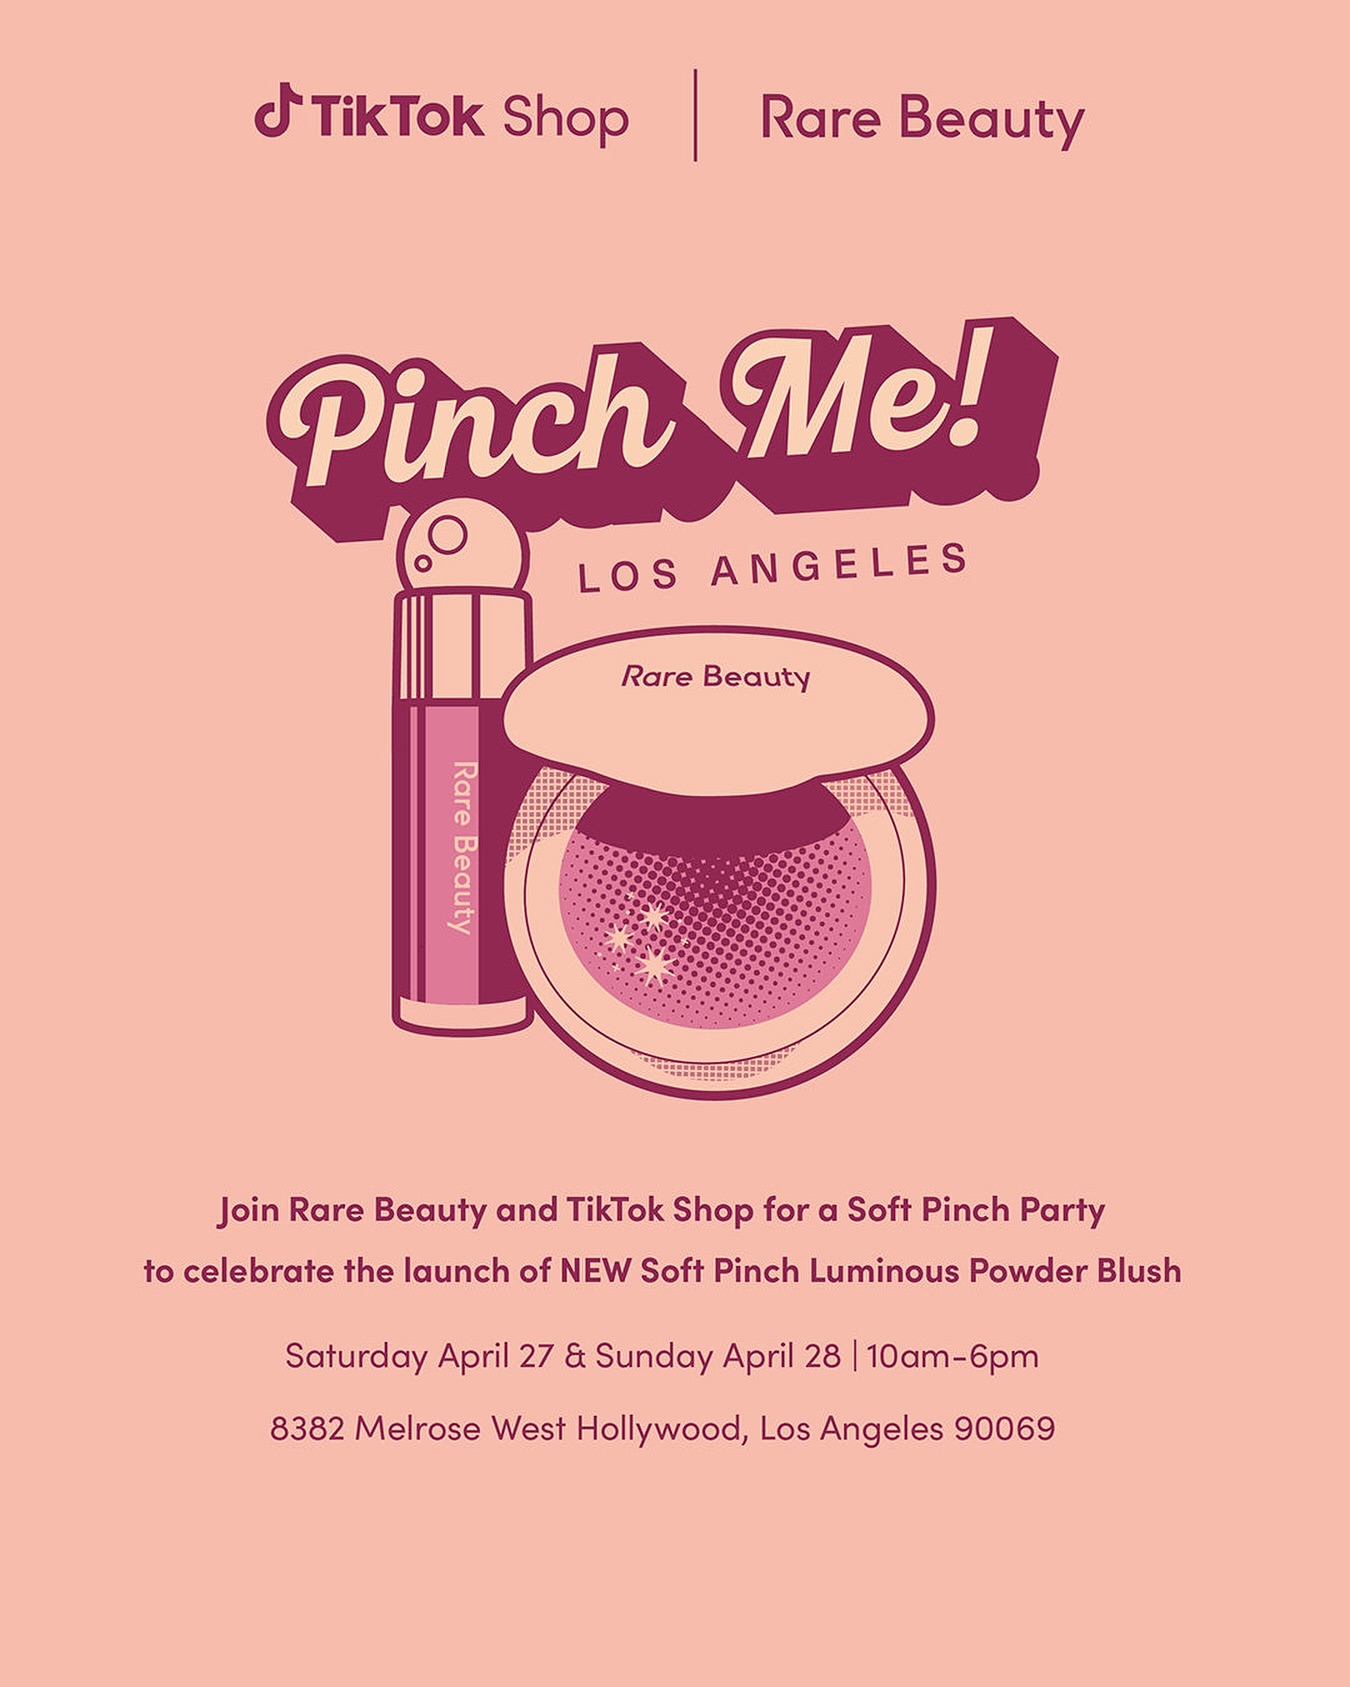 TikTok Shop | Rare Beauty
Pinch Me!
LOS ANGELES
Rare Beauty
Rare Beauty
Join Rare Beauty and TikTok Shop for a Soft Pinch Party
to celebrate the launch of NEW Soft Pinch Luminous Powder Blush
Saturday April 27 & Sunday April 28 | 10am-6pm
8382 Melrose West Hollywood, Los Angeles 90069